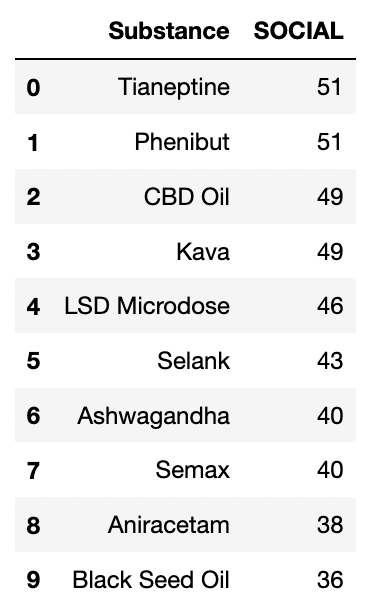 Substance SOCIAL
0 Tianeptine 51
1 Phenibut 51
2 CBD Oil 49
3 Kava 49
4 LSD Microdose 46
5 Selank 43
6 Ashwagandha 40
7 Semax 40
8 Aniracetam 38
9 Black Seed Oil 36